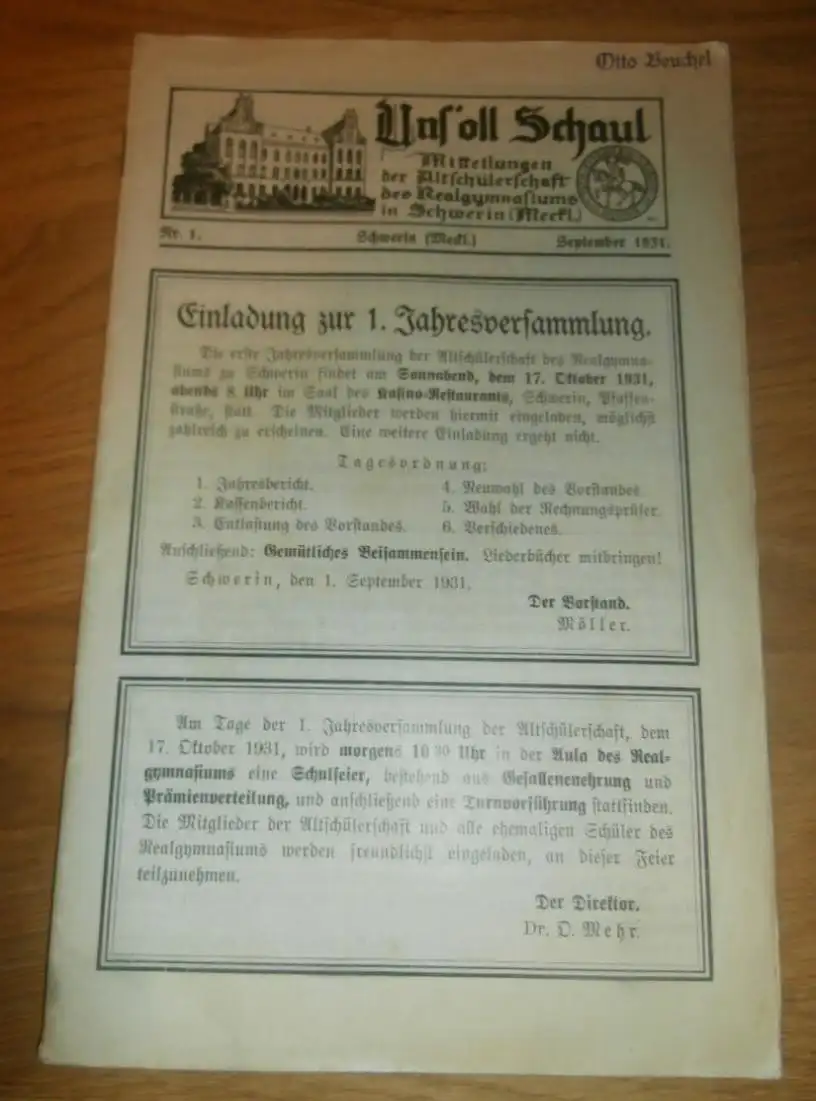 Otto Beuchel
Uns' oll Schaul
Mitteilungen
der Altschülerschaft
des Realgymnasiums
in Schwerin (Meckl.)
Nr. 1. Schwerin (Meckl.) September 1931.
Einladung zur 1. Jahresversammlung.
Die erste Jahresversammlung der Altschülerschaft des Realgymna-
siums zu Schwerin findet am Sonnabend, dem 17. Oktober 1931,
abends 8 Uhr im Saal des Kasino-Restaurants, Schwerin, Pfaffen-
straße, statt. Die Mitglieder werden hiermit eingeladen, möglichst
zahlreich zu erscheinen. Eine weitere Einladung ergeht nicht.
Tagesordnung:
1. Jahresbericht.
2. Kassenbericht.
3. Entlastung des Vorstandes.
4. Neuwahl des Vorstandes.
5. Wahl der Rechnungsprüfer.
6. Verschiedenes.
Anschließend: Gemütliches Beisammensein. Liederbücher mitbringen!
Schwerin, den 1. September 1931.
Der Vorstand.
Möller.
Am Tage der 1. Jahresversammlung der Altschülerschaft, dem
17. Oktober 1931, wird morgens 10 30 Uhr in der Aula des Real-
gymnasiums eine Schulfeier, bestehend aus Gefallenenehrung und
Prämienverteilung, und anschließend eine Turnvorführung stattfinden.
Die Mitglieder der Altschülerschaft und alle ehemaligen Schüler des
Realgymnasiums werden freundlichst eingeladen, an dieser Feier
teilzunehmen.
Der Direktor.
Dr. O. Mehr.